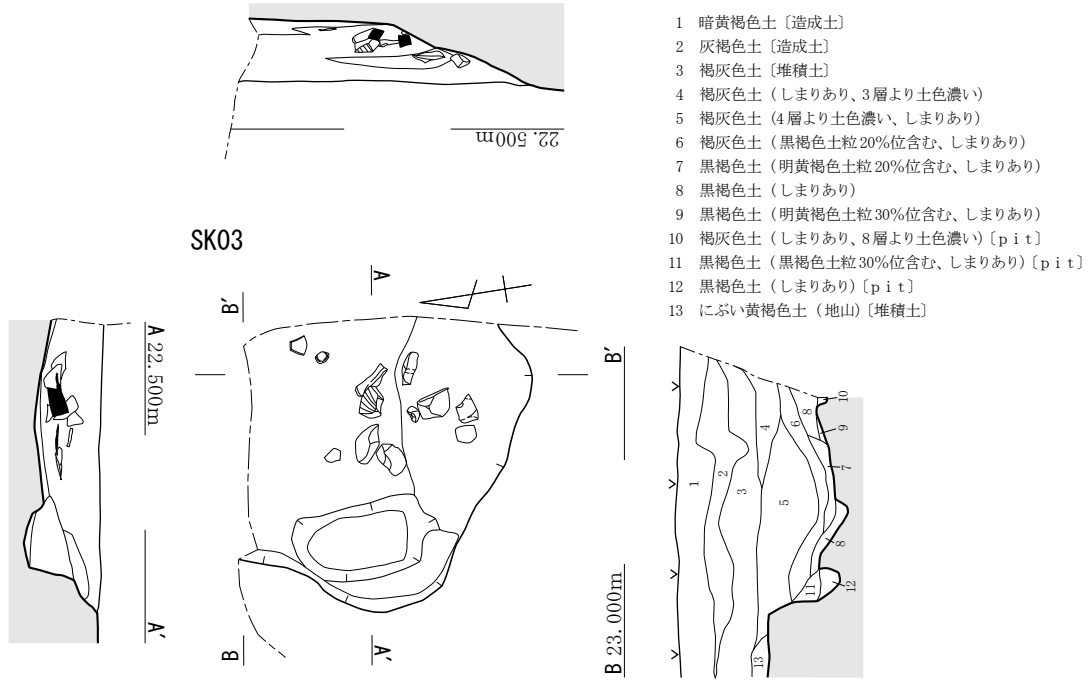 1 暗黄褐色土〔造成土〕
2 灰褐色土〔造成土〕
3 褐灰色土〔堆積土〕
4 褐灰色土（しまりあり、3層より土色濃い）
5 褐灰色土（4層より土色濃い、しまりあり）
6 褐灰色土（黒褐色土粒20%位含む、しまりあり）
7 黒褐色土（明黄褐色土粒20%位含む、しまりあり）
8 黒褐色土（しまりあり）
9 黒褐色土（明黄褐色土粒30%位含む、しまりあり）
10 褐灰色土（しまりあり、8層より土色濃い）〔pit〕
11 黒褐色土（黒褐色土粒30%位含む、しまりあり）〔pit〕
12 黒褐色土（しまりあり）〔pit〕
13 にぶい黄褐色土（地山）〔堆積土〕
22.500m
SK03
A
B'
A 22.500m
A'
B
A'
B'
B 23.000m
1
2
3
4
5
6
8
10
9
7
8
11
12
13